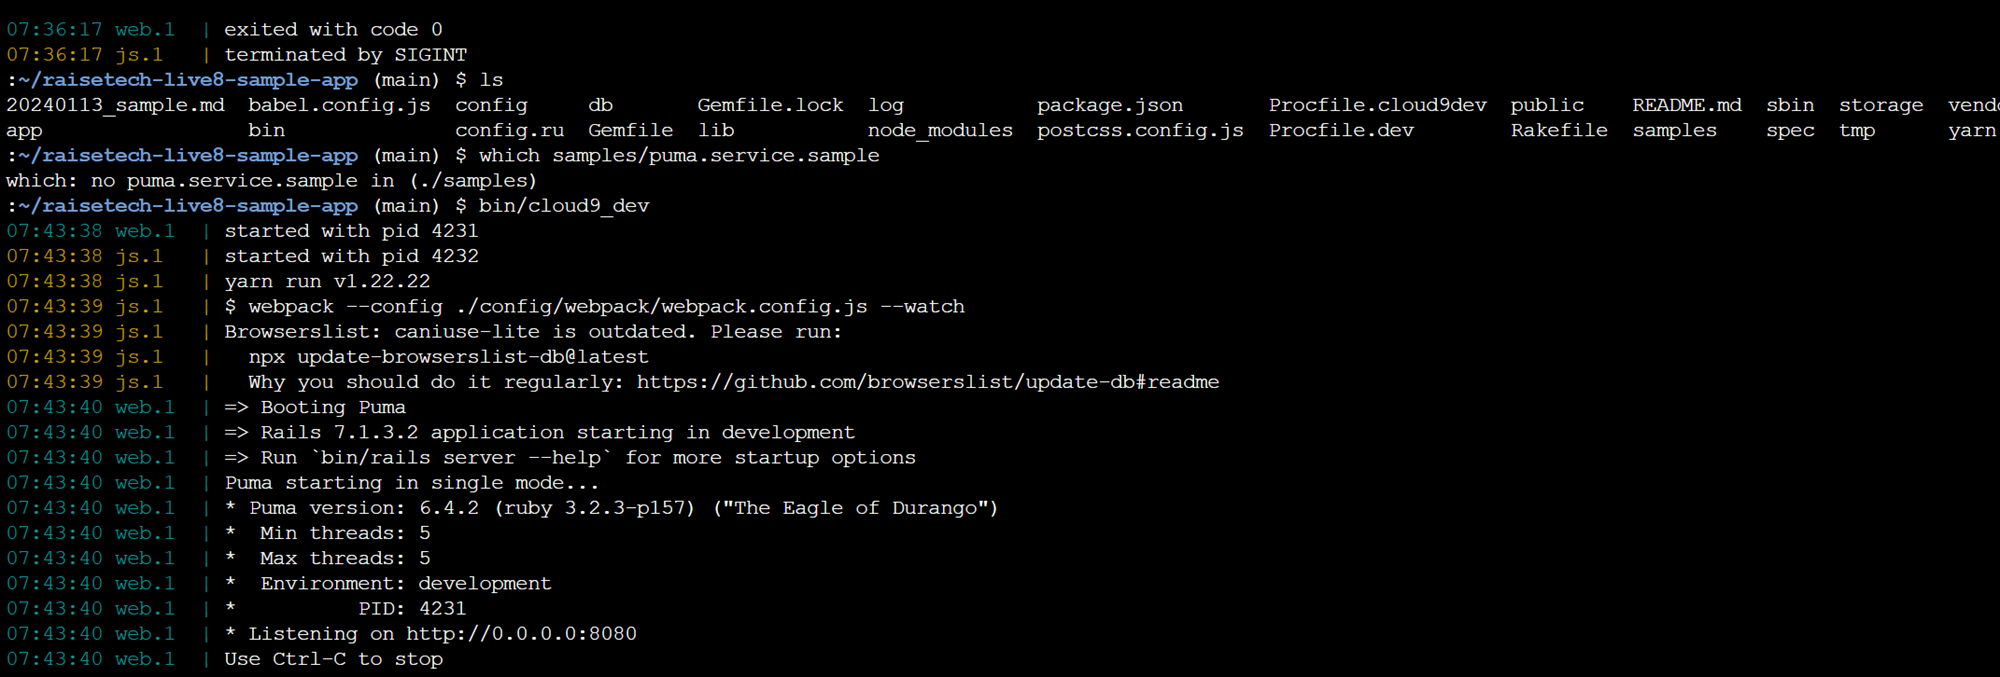 07:36:17 web.1  | exited with code 0
07:36:17 js.1   | terminated by SIGINT
:~/raisetech-live8-sample-app (main) $ ls
20240113_sample.md  babel.config.js  config     db       Gemfile.lock  log           package.json       Procfile.cloud9dev  public    README.md  sbin  storage  vend
app                 bin              config.ru  Gemfile  lib           node_modules  postcss.config.js  Procfile.dev        Rakefile  samples    spec  tmp      yarn
:~/raisetech-live8-sample-app (main) $ which samples/puma.service.sample
which: no puma.service.sample in (./samples)
:~/raisetech-live8-sample-app (main) $ bin/cloud9_dev
07:43:38 web.1  | started with pid 4231
07:43:38 js.1   | started with pid 4232
07:43:38 js.1   | yarn run v1.22.22
07:43:39 js.1   | $ webpack --config ./config/webpack/webpack.config.js --watch
07:43:39 js.1   | Browserslist: caniuse-lite is outdated. Please run:
07:43:39 js.1   |   npx update-browserslist-db@latest
07:43:39 js.1   |   Why you should do it regularly: https://github.com/browserslist/update-db#readme
07:43:40 web.1  | => Booting Puma
07:43:40 web.1  | => Rails 7.1.3.2 application starting in development
07:43:40 web.1  | => Run `bin/rails server --help` for more startup options
07:43:40 web.1  | Puma starting in single mode...
07:43:40 web.1  | * Puma version: 6.4.2 (ruby 3.2.3-p157) ("The Eagle of Durango")
07:43:40 web.1  | *  Min threads: 5
07:43:40 web.1  | *  Max threads: 5
07:43:40 web.1  | *  Environment: development
07:43:40 web.1  | *          PID: 4231
07:43:40 web.1  | * Listening on http://0.0.0.0:8080
07:43:40 web.1  | Use Ctrl-C to stop